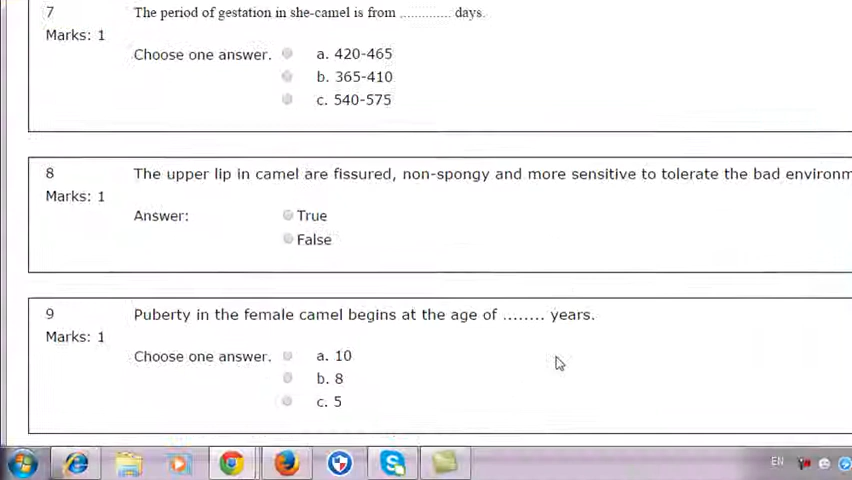 7
The period of gestation in she-camel is from ............. days.
Marks: 1
Choose one answer.
a. 420-465
b. 365-410
c. 540-575
8
The upper lip in camel are fissured, non-spongy and more sensitive to tolerate the bad environm
Marks: 1
Answer:
True
False
9
Puberty in the female camel begins at the age of ........ years.
Marks: 1
Choose one answer.
a. 10
b. 8
c. 5
EN